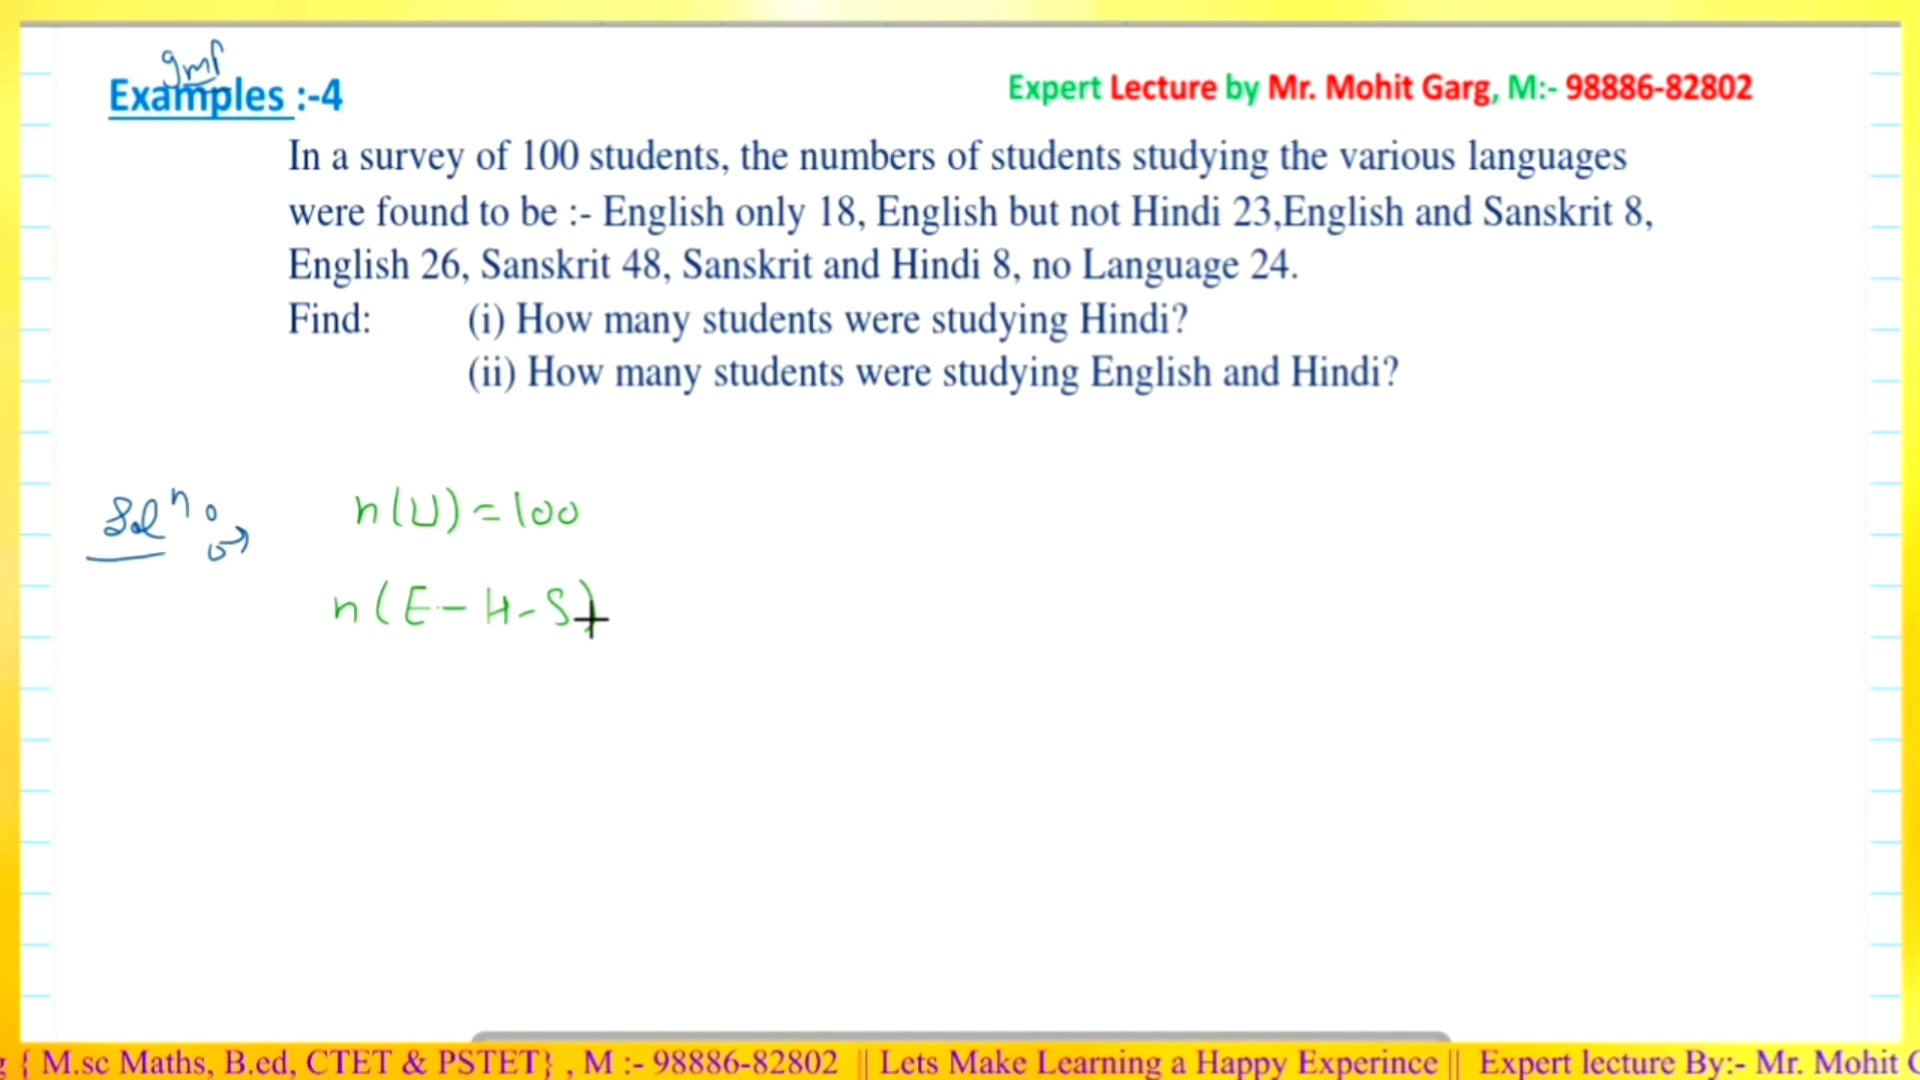 gmp
Examples :-4
Expert Lecture by Mr. Mohit Garg, M:- 98886-82802
In a survey of 100 students, the numbers of students studying the various languages
were found to be :- English only 18, English but not Hindi 23,English and Sanskrit 8,
English 26, Sanskrit 48, Sanskrit and Hindi 8, no Language 24.
Find: (i) How many students were studying Hindi?
(ii) How many students were studying English and Hindi?
Solⁿ
n(U) = 100
n(E - H - S)
{ M.sc Maths, B.ed, CTET & PSTET} , M :- 98886-82802 || Lets Make Learning a Happy Experince || Expert lecture By:- Mr. Mohit